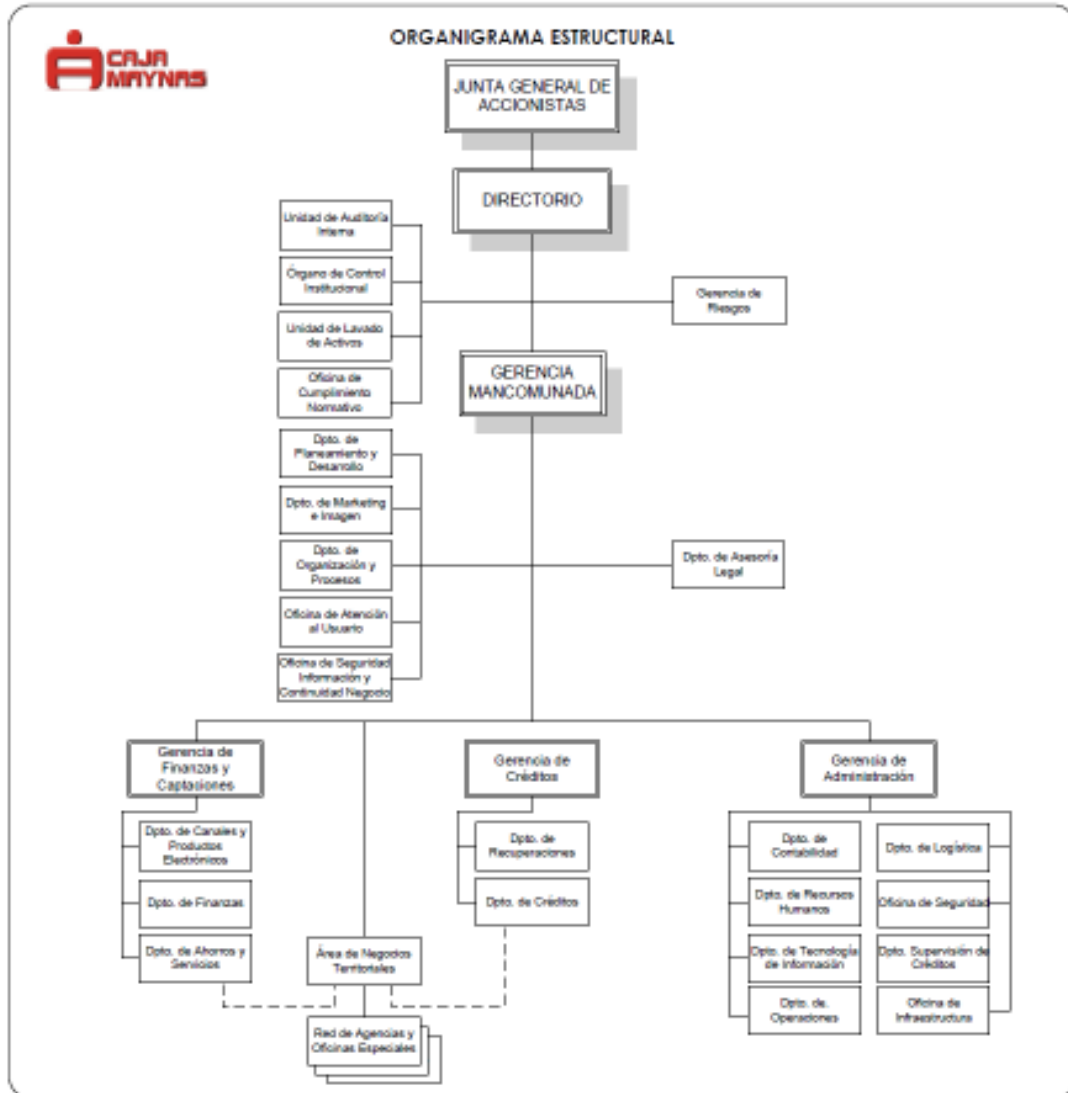 CAJA
MAYNAS
ORGANIGRAMA ESTRUCTURAL
JUNTA GENERAL DE
ACCIONISTAS
DIRECTORIO
Unidad de Auditoría
Interna
Órgano de Control
Institucional
Unidad de Lavado
de Activos
Oficina de
Cumplimiento
Normativo
Gerencia de
Riesgos
GERENCIA
MANCOMUNADA
Dpto. de
Planeamiento y
Desarrollo
Dpto. de Marketing
e Imagen
Dpto. de
Organización y
Procesos
Oficina de Atención
al Usuario
Oficina de Seguridad
Información y
Continuidad Negocio
Dpto. de Asesoría
Legal
Gerencia de
Finanzas y
Captaciones
Dpto. de Canales y
Productos
Electrónicos
Dpto. de Finanzas
Dpto. de Ahorros y
Servicios
Área de Negocios
Territoriales
Red de Agencias y
Oficinas Especiales
Gerencia de
Créditos
Dpto. de
Recuperaciones
Dpto. de Créditos
Gerencia de
Administración
Dpto. de
Contabilidad
Dpto. de Logística
Dpto. de Recursos
Humanos
Oficina de Seguridad
Dpto. de Tecnología
de Información
Dpto. Supervisión de
Créditos
Dpto. de.
Operaciones
Oficina de
Infraestructura